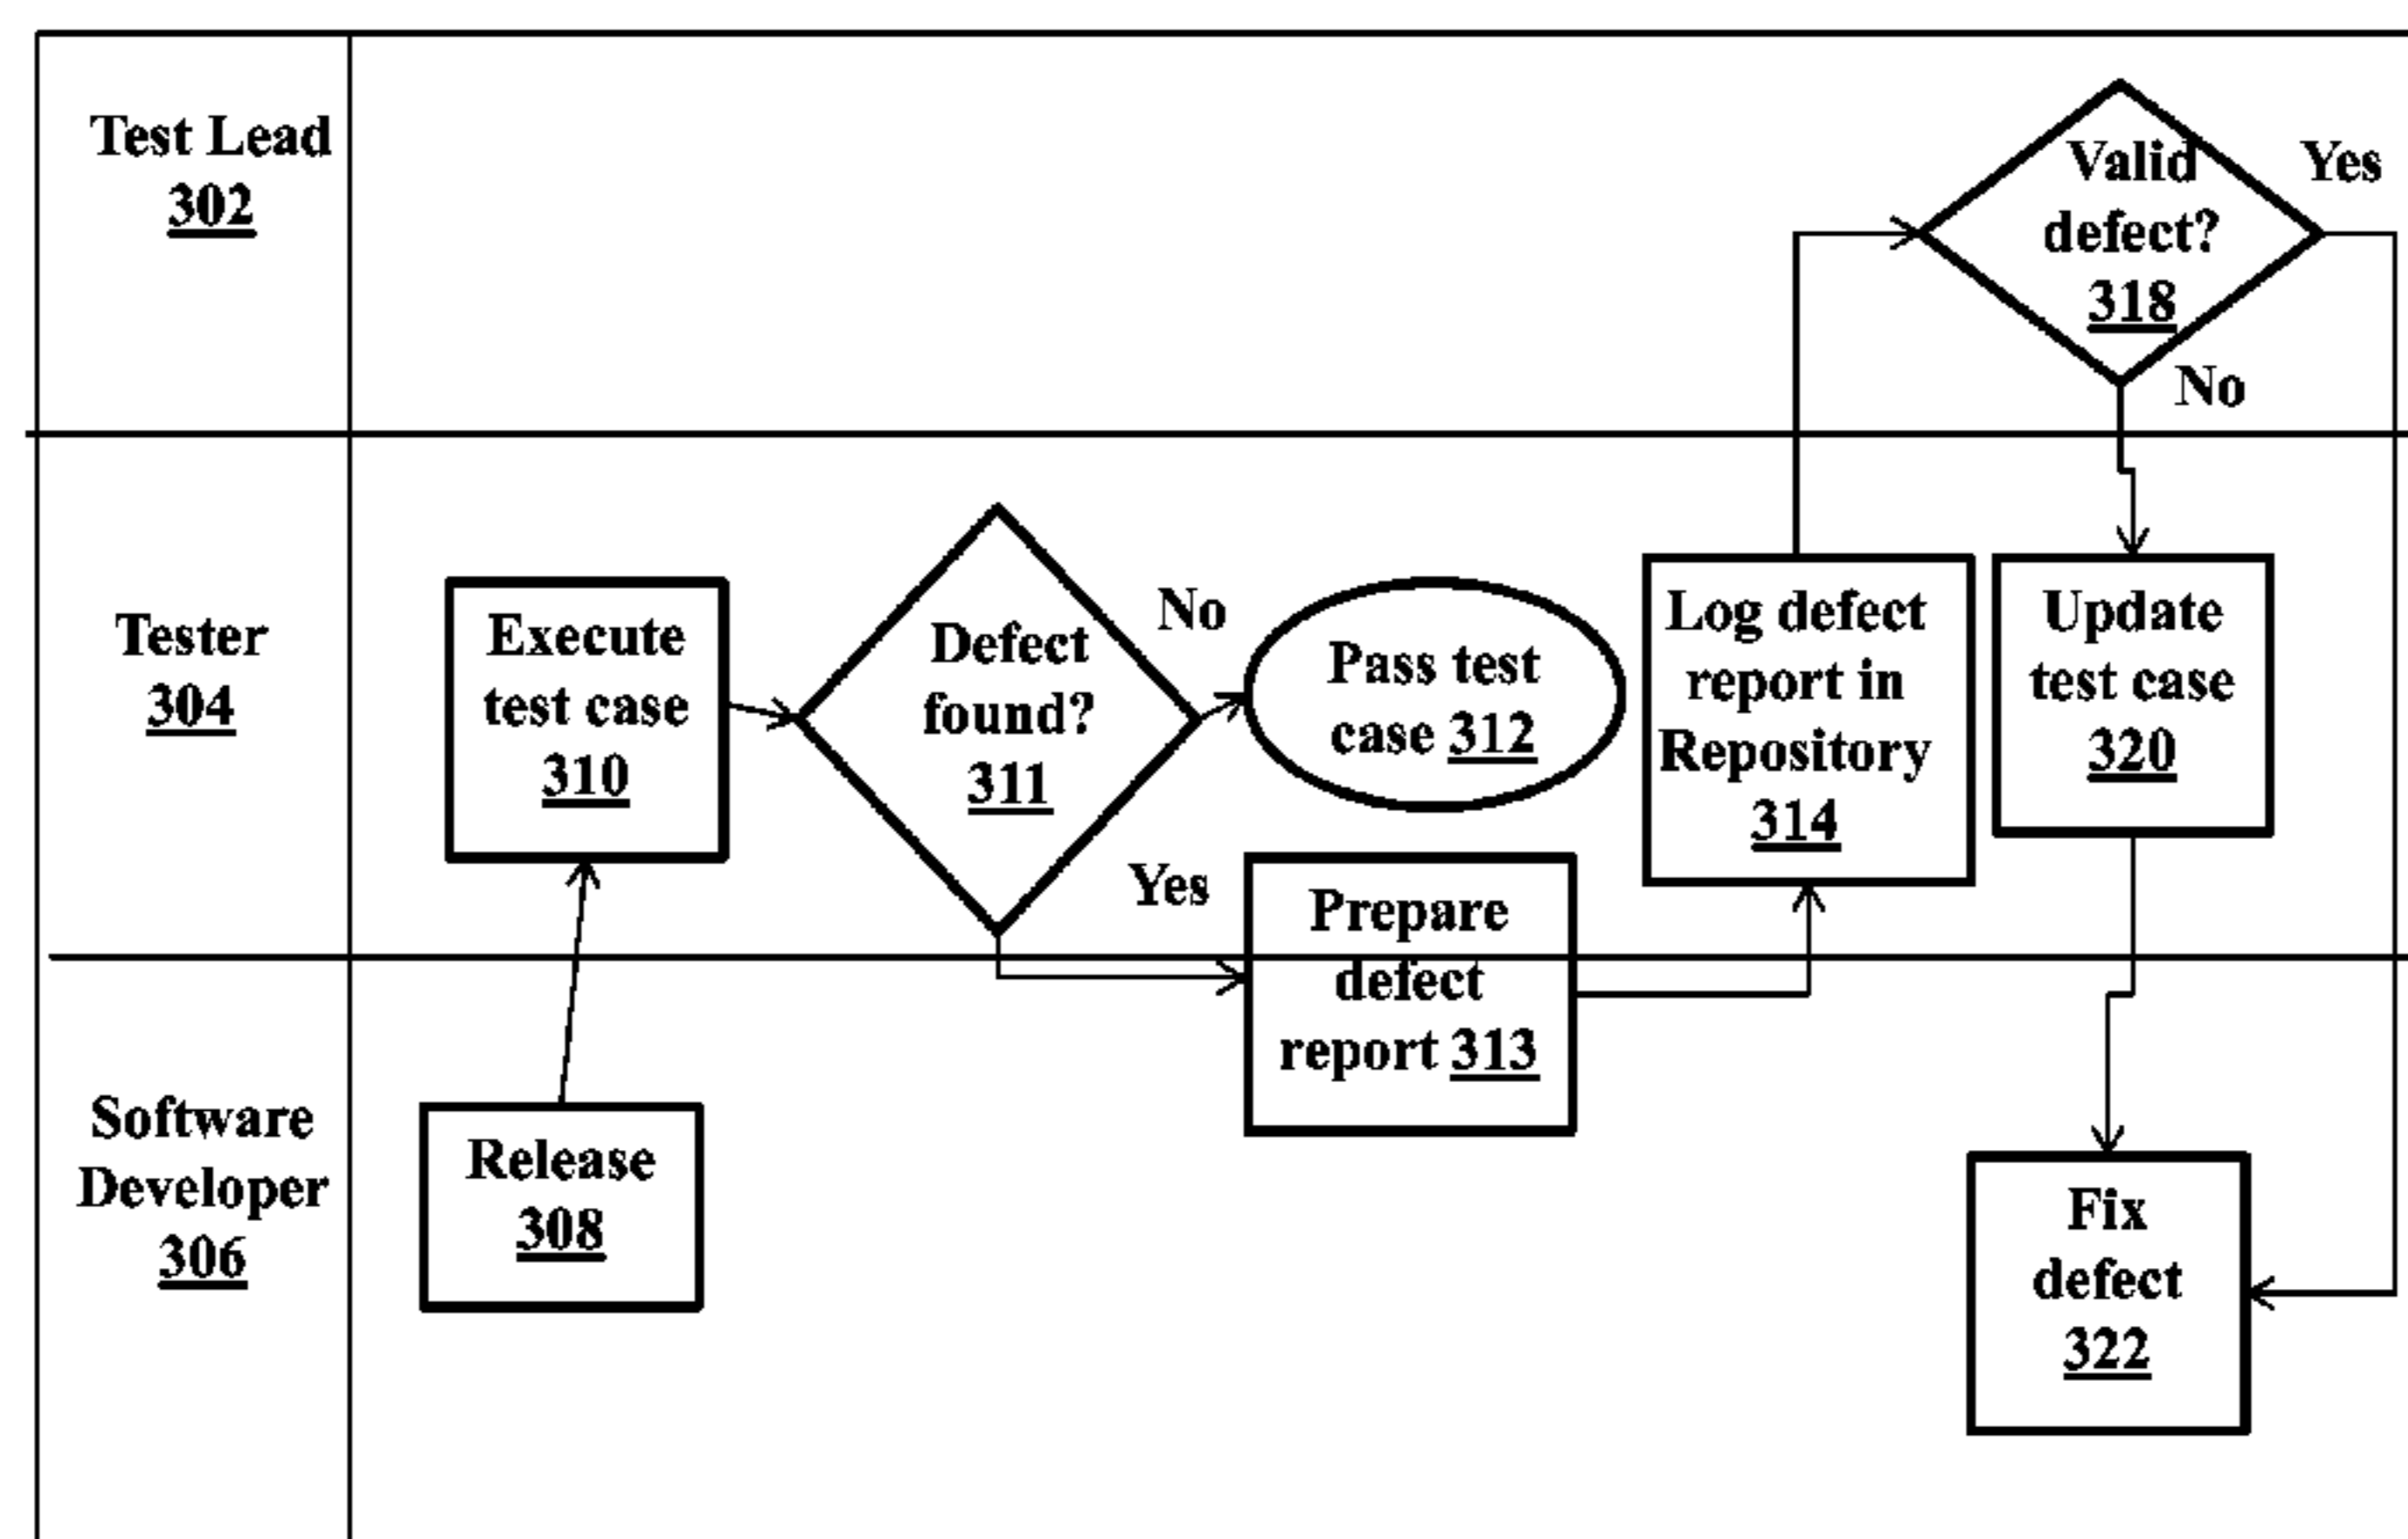 Test Lead
302
Valid
defect?
318
Yes
No
Tester
304
Execute
test case
310
Defect
found?
311
No
Yes
Pass test
case 312
Prepare
defect
report 313
Log defect
report in
Repository
314
Update
test case
320
Software
Developer
306
Release
308
Fix
defect
322